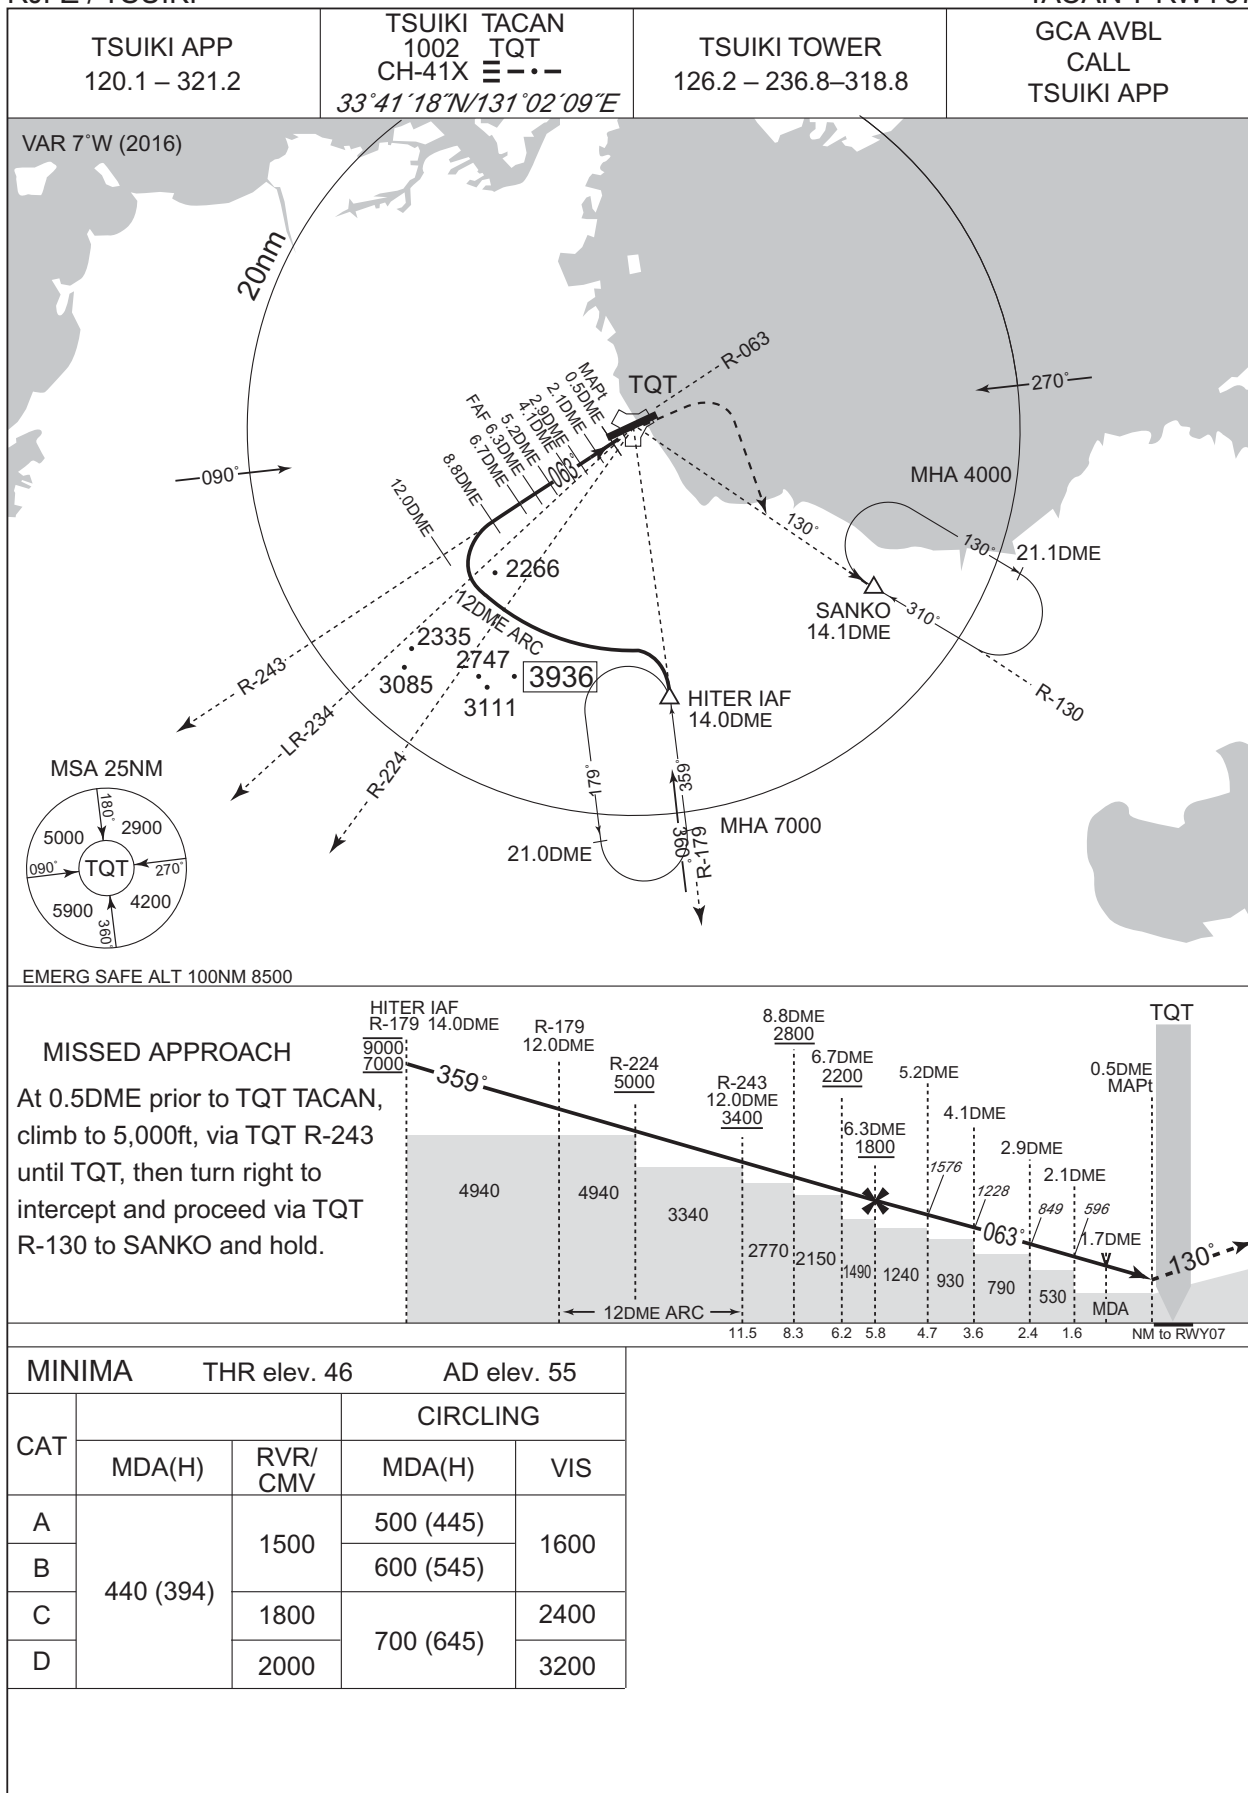 TSUIKI APP
120.1 – 321.2
TSUIKI TACAN
1002 TQT
CH-41X
33°41´18˝N/131°02´09˝E
TSUIKI TOWER
126.2 – 236.8–318.8
GCA AVBL
CALL
TSUIKI APP
VAR 7˚W (2016)
20nm
R-063
TQT
MAPt
0.5DME
2.1DME
2.9DME
4.1DME
5.2DME
FAF 6.3DME
6.7DME
8.8DME
12.0DME
063˚
090˚
270˚
MHA 4000
130˚
130˚
21.1DME
SANKO
14.1DME
310˚
R-130
2266
12DME ARC
2335
2747
3085
3936
3111
HITER IAF
14.0DME
R-243
LR-234
R-224
179˚
359˚
360˚
R-179
MHA 7000
21.0DME
MSA 25NM
180˚
5000
2900
090˚
TQT
270˚
5900
4200
360˚
EMERG SAFE ALT 100NM 8500
MISSED APPROACH
At 0.5DME prior to TQT TACAN,
climb to 5,000ft, via TQT R-243
until TQT, then turn right to
intercept and proceed via TQT
R-130 to SANKO and hold.
HITER IAF
R-179 14.0DME
9000
7000
359˚
R-179
12.0DME
R-224
5000
R-243
12.0DME
3400
8.8DME
2800
6.7DME
2200
6.3DME
1800
5.2DME
1576
4.1DME
1228
063˚
2.9DME
849
2.1DME
596
1.7DME
0.5DME
MAPt
TQT
130˚
4940
4940
3340
2770
2150
1490
1240
930
790
530
MDA
12DME ARC
11.5 8.3 6.2 5.8 4.7 3.6 2.4 1.6 NM to RWY07
MINIMA THR elev. 46 AD elev. 55
CAT
CIRCLING
MDA(H) RVR/CMV MDA(H) VIS
A
1500
500 (445)
1600
B
440 (394)
600 (545)
C
1800
700 (645)
2400
D
2000
3200